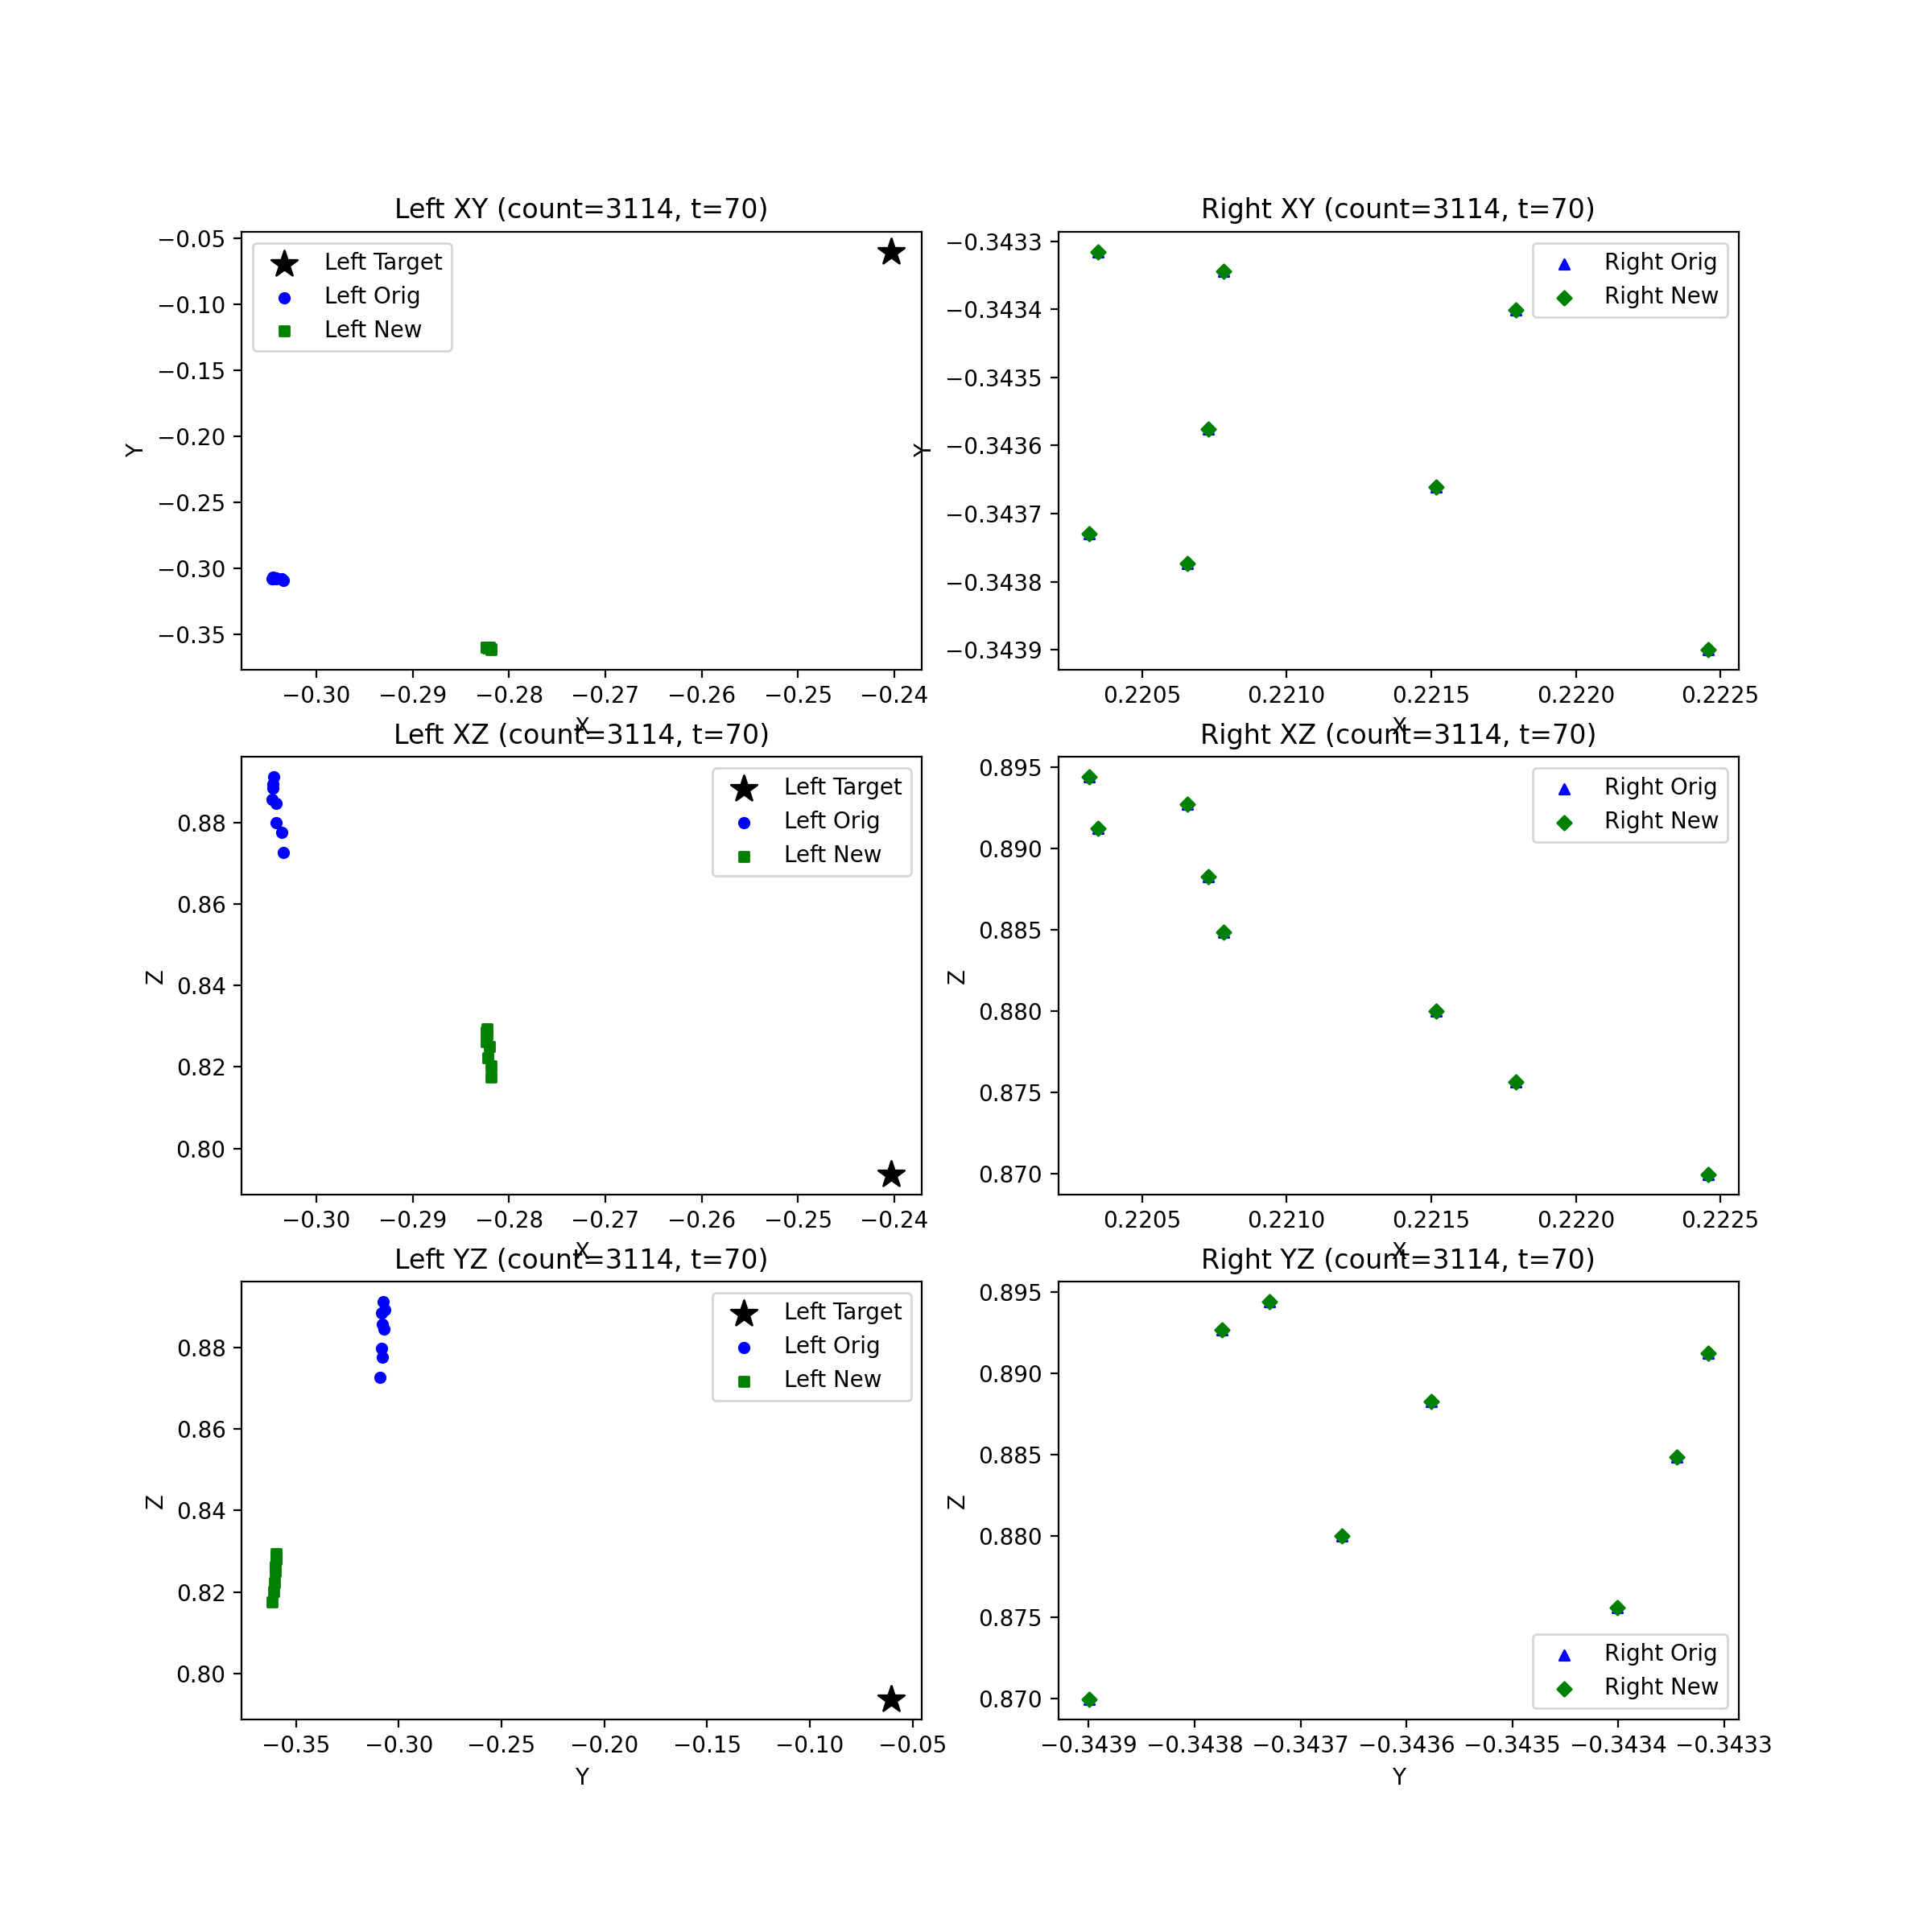 Left XY (count=3114, t=70)
Left Target
Left Orig
Left New
−0.05
−0.10
−0.15
−0.20
−0.25
−0.30
−0.35
Y
−0.30 −0.29 −0.28 −0.27 −0.26 −0.25 −0.24
X
Right XY (count=3114, t=70)
Right Orig
Right New
−0.3433
−0.3434
−0.3435
−0.3436
−0.3437
−0.3438
−0.3439
Y
0.2205 0.2210 0.2215 0.2220 0.2225
X
Left XZ (count=3114, t=70)
Left Target
Left Orig
Left New
0.88
0.86
0.84
0.82
0.80
Z
−0.30 −0.29 −0.28 −0.27 −0.26 −0.25 −0.24
X
Right XZ (count=3114, t=70)
Right Orig
Right New
0.895
0.890
0.885
0.880
0.875
0.870
Z
0.2205 0.2210 0.2215 0.2220 0.2225
X
Left YZ (count=3114, t=70)
Left Target
Left Orig
Left New
0.88
0.86
0.84
0.82
0.80
Z
−0.35 −0.30 −0.25 −0.20 −0.15 −0.10 −0.05
Y
Right YZ (count=3114, t=70)
0.895
0.890
0.885
0.880
0.875
0.870
Z
Right Orig
Right New
−0.3439 −0.3438 −0.3437 −0.3436 −0.3435 −0.3434 −0.3433
Y